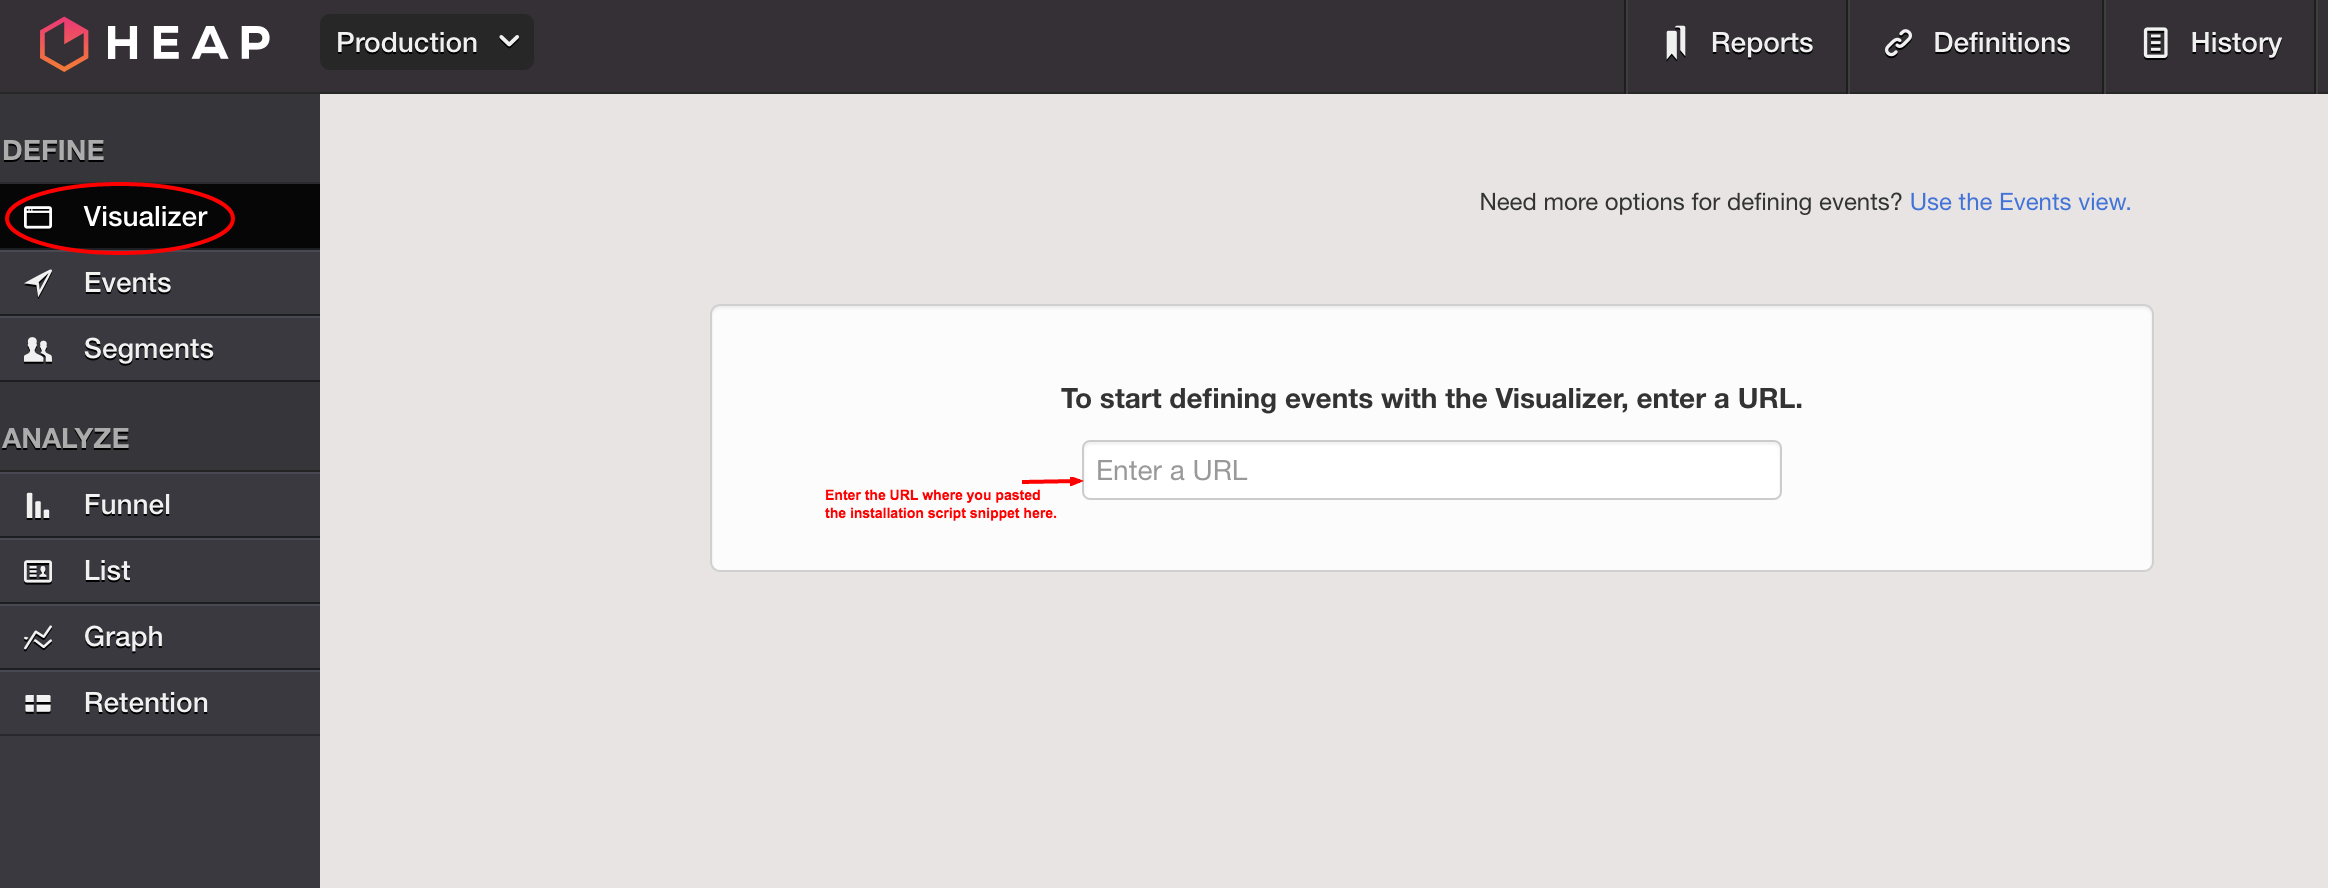 HEAP
Production
Reports
Definitions
History
DEFINE
Visualizer
Events
Segments
ANALYZE
Funnel
List
Graph
Retention
Need more options for defining events? Use the Events view.
To start defining events with the Visualizer, enter a URL.
Enter a URL
Enter the URL where you pasted
the installation script snippet here.